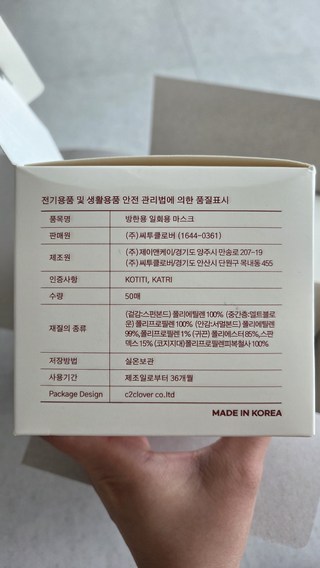 전기용품 및 생활용품 안전 관리법에 의한 품질표시
품목명 방한용 일회용 마스크
판매원 (주)씨투클로버 (1644-0361)
제조원 (주)제이앤케이/경기도 양주시 만송로 207-19
(주)씨투클로버/경기도 안산시 단원구 목내동 455
인증사항 KOTITI, KATRI
수량 50매
재질의 종류 (겉감:스펀본드) 폴리에틸렌 100% (중간층:멜트블로
운) 폴리프로필렌 100% (안감:서멀본드) 폴리에틸렌
99%,폴리프로필렌 1% (귀끈) 폴리에스터 85%,스판
덱스 15% (코지지대)폴리프로필렌피복철사 100%
저장방법 실온보관
사용기간 제조일로부터 36개월
Package Design c2clover co.ltd
MADE IN KOREA